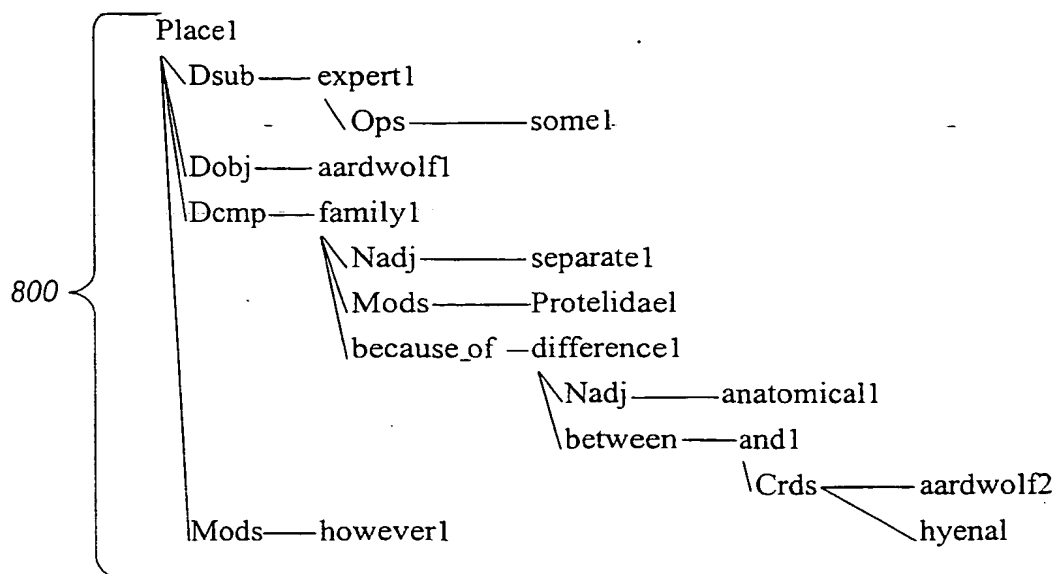 Place1
Dsub expert1
Ops some1
Dobj aardwolf1
Dcmp family1
Nadj separate1
800 Mods Protelidae1
because_of difference1
Nadj anatomical1
between and1
Crds aardwolf2
Mods however1 hyena1